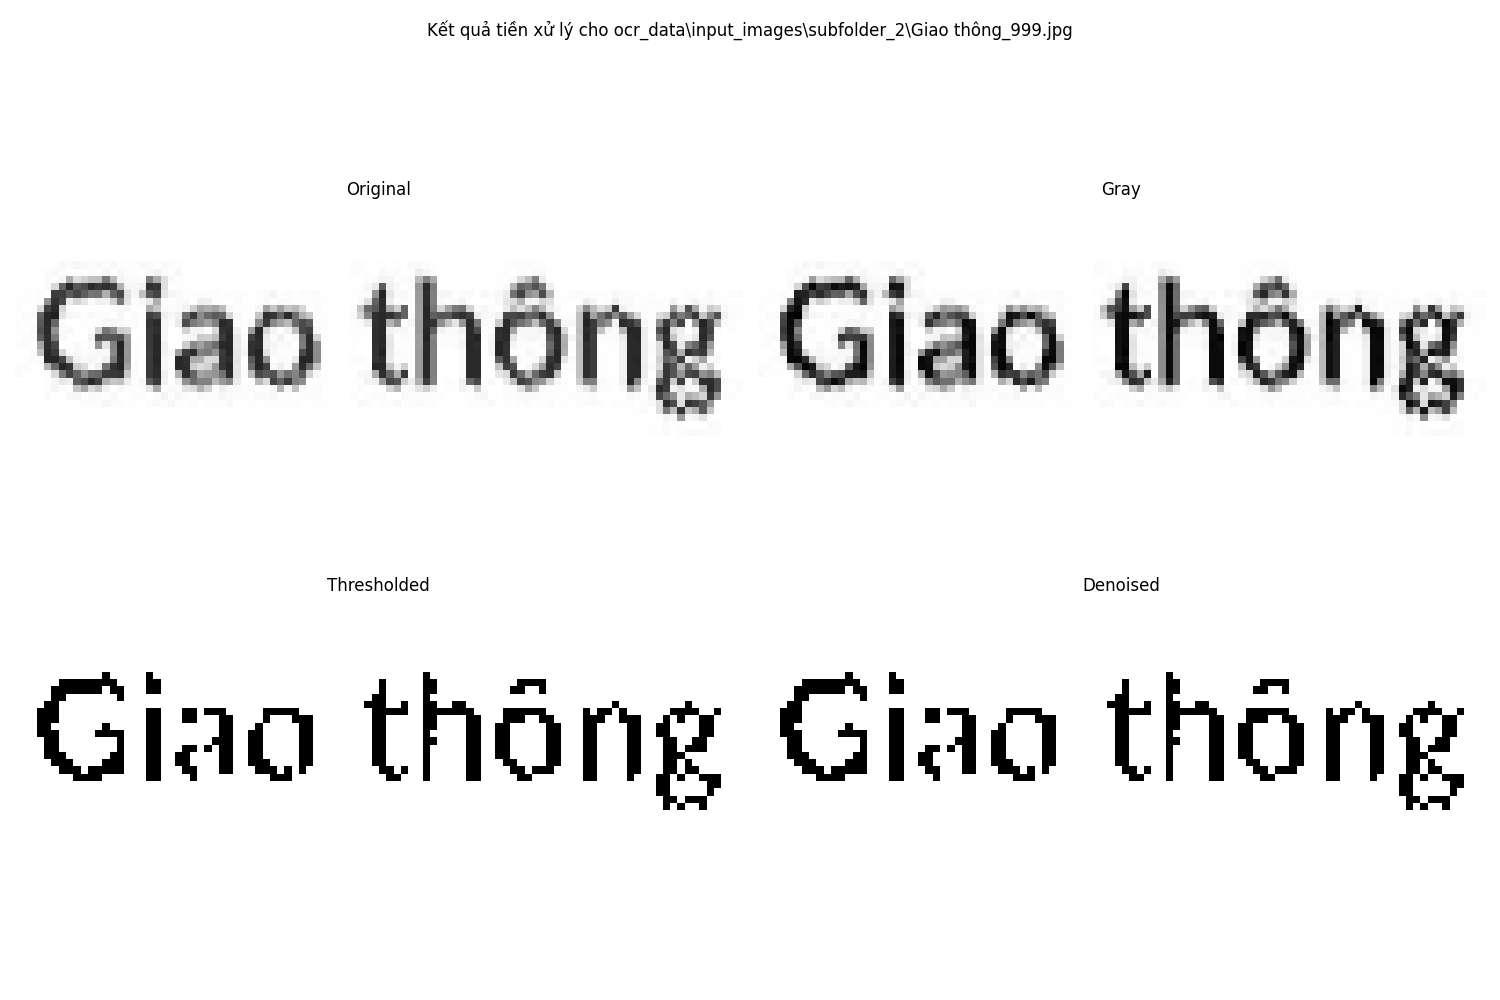 Kết quả tiền xử lý cho ocr_data\input_images\subfolder_2\Giao thông_999.jpg
Original
Gray
Giao thông
Giao thông
Thresholded
Denoised
Giao thông
Giao thông